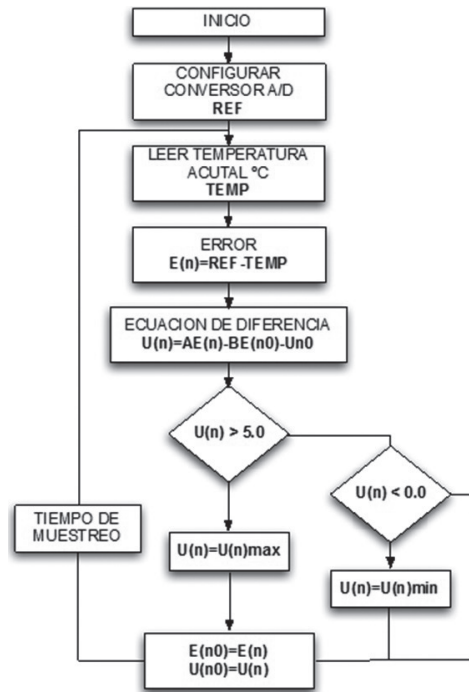 INICIO
CONFIGURAR
CONVERSOR A/D
REF
LEER TEMPERATURA
ACUTAL °C
TEMP
ERROR
E(n)=REF-TEMP
ECUACION DE DIFERENCIA
U(n)=AE(n)-BE(n0)-Un0
U(n) > 5.0
U(n) < 0.0
TIEMPO DE
MUESTREO
U(n)=U(n)max
U(n)=U(n)min
E(n0)=E(n)
U(n0)=U(n)